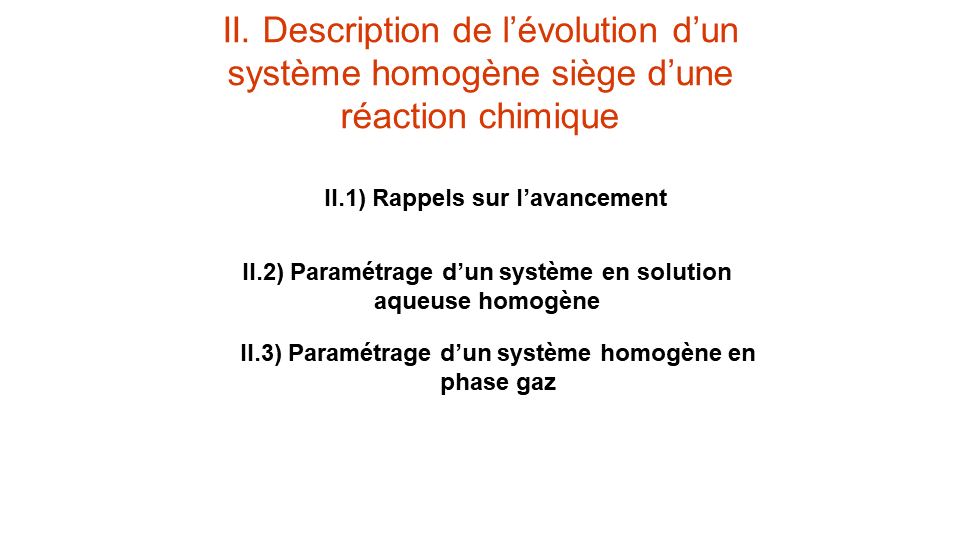 II. Description de l’évolution d’un
système homogène siège d’une
réaction chimique
II.1) Rappels sur l’avancement
II.2) Paramétrage d’un système en solution
aqueuse homogène
II.3) Paramétrage d’un système homogène en
phase gaz